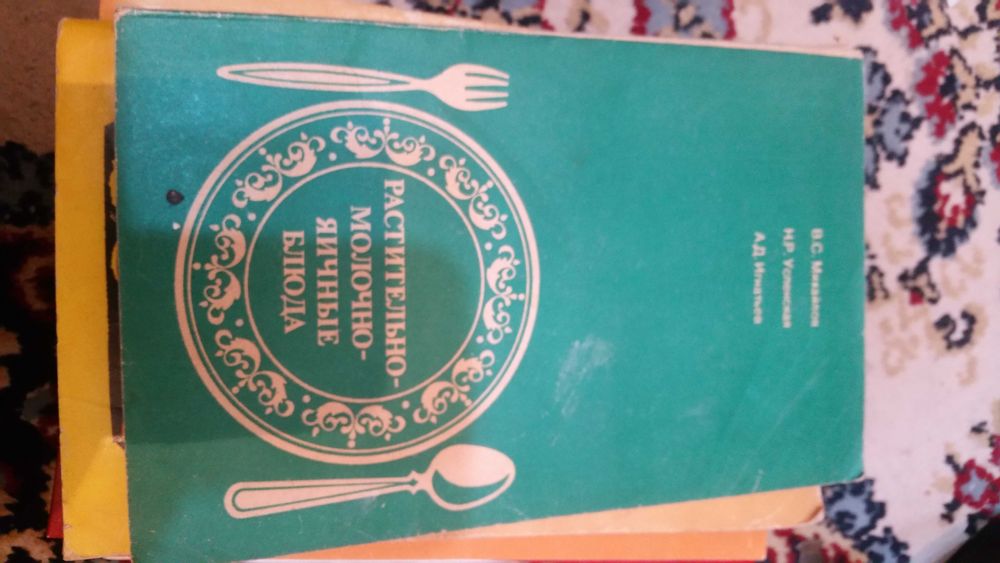 В.С. Михайлов
Н.Р. Успенская
А.Д. Игнатьев
РАСТИТЕЛЬНО-
МОЛОЧНО-
ЯИЧНЫЕ
БЛЮДА